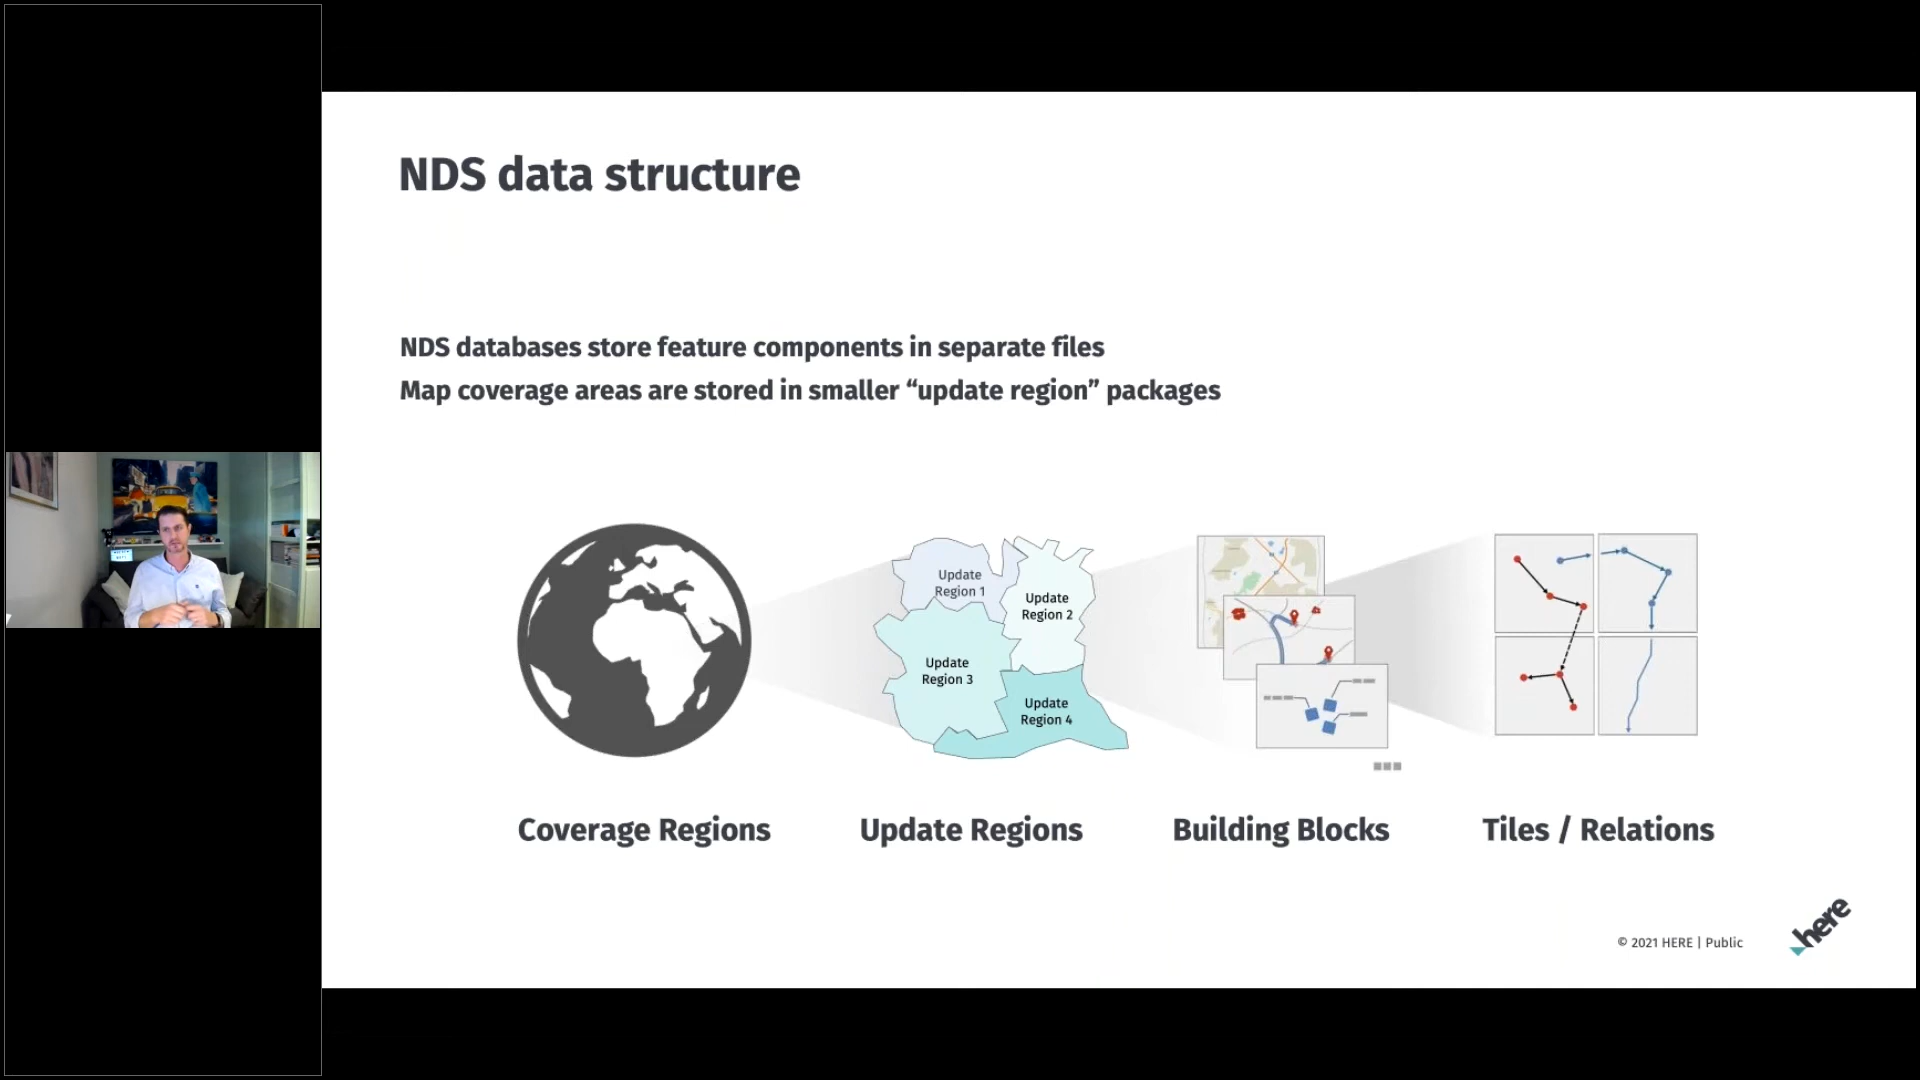 NDS data structure
NDS databases store feature components in separate files
Map coverage areas are stored in smaller “update region” packages
Update
Region 1
Update
Region 2
Update
Region 3
Update
Region 4
Coverage Regions
Update Regions
Building Blocks
Tiles / Relations
© 2021 HERE | Public
here